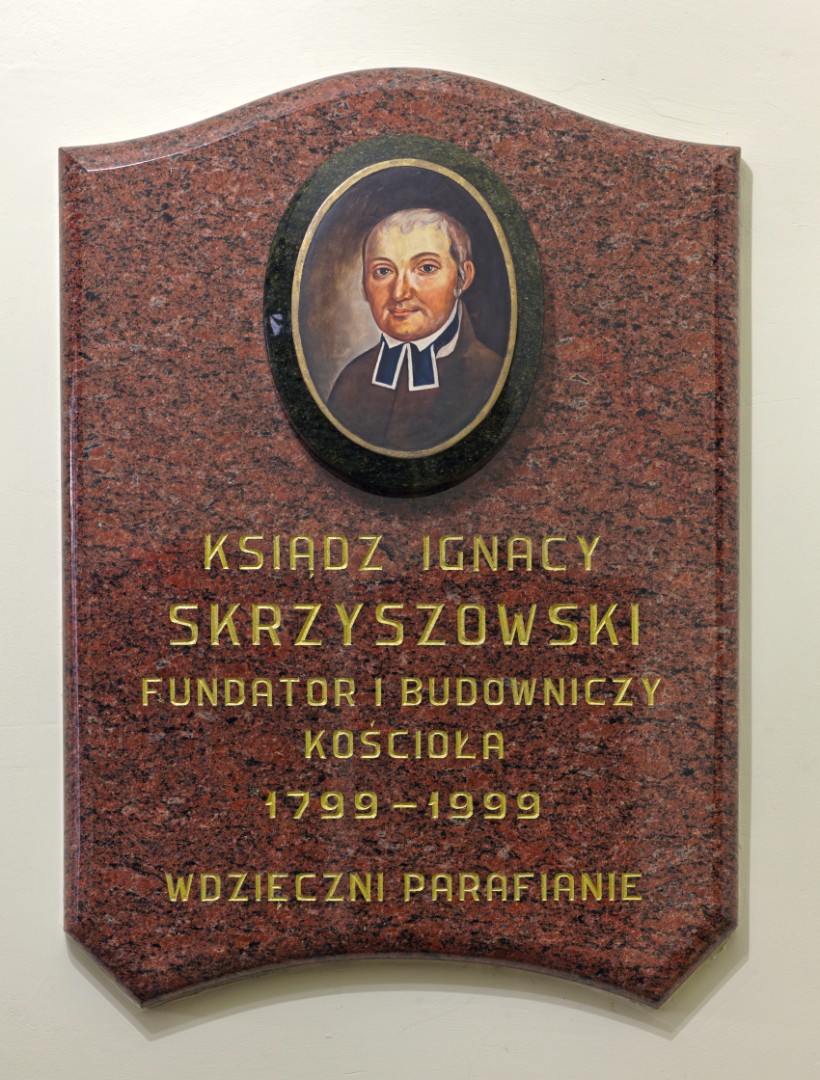 KSIĄDZ IGNACY
SKRZYSZOWSKI
FUNDATOR I BUDOWNICZY
KOŚCIOŁA
1799-1999
WDZIĘCZNI PARAFIANIE